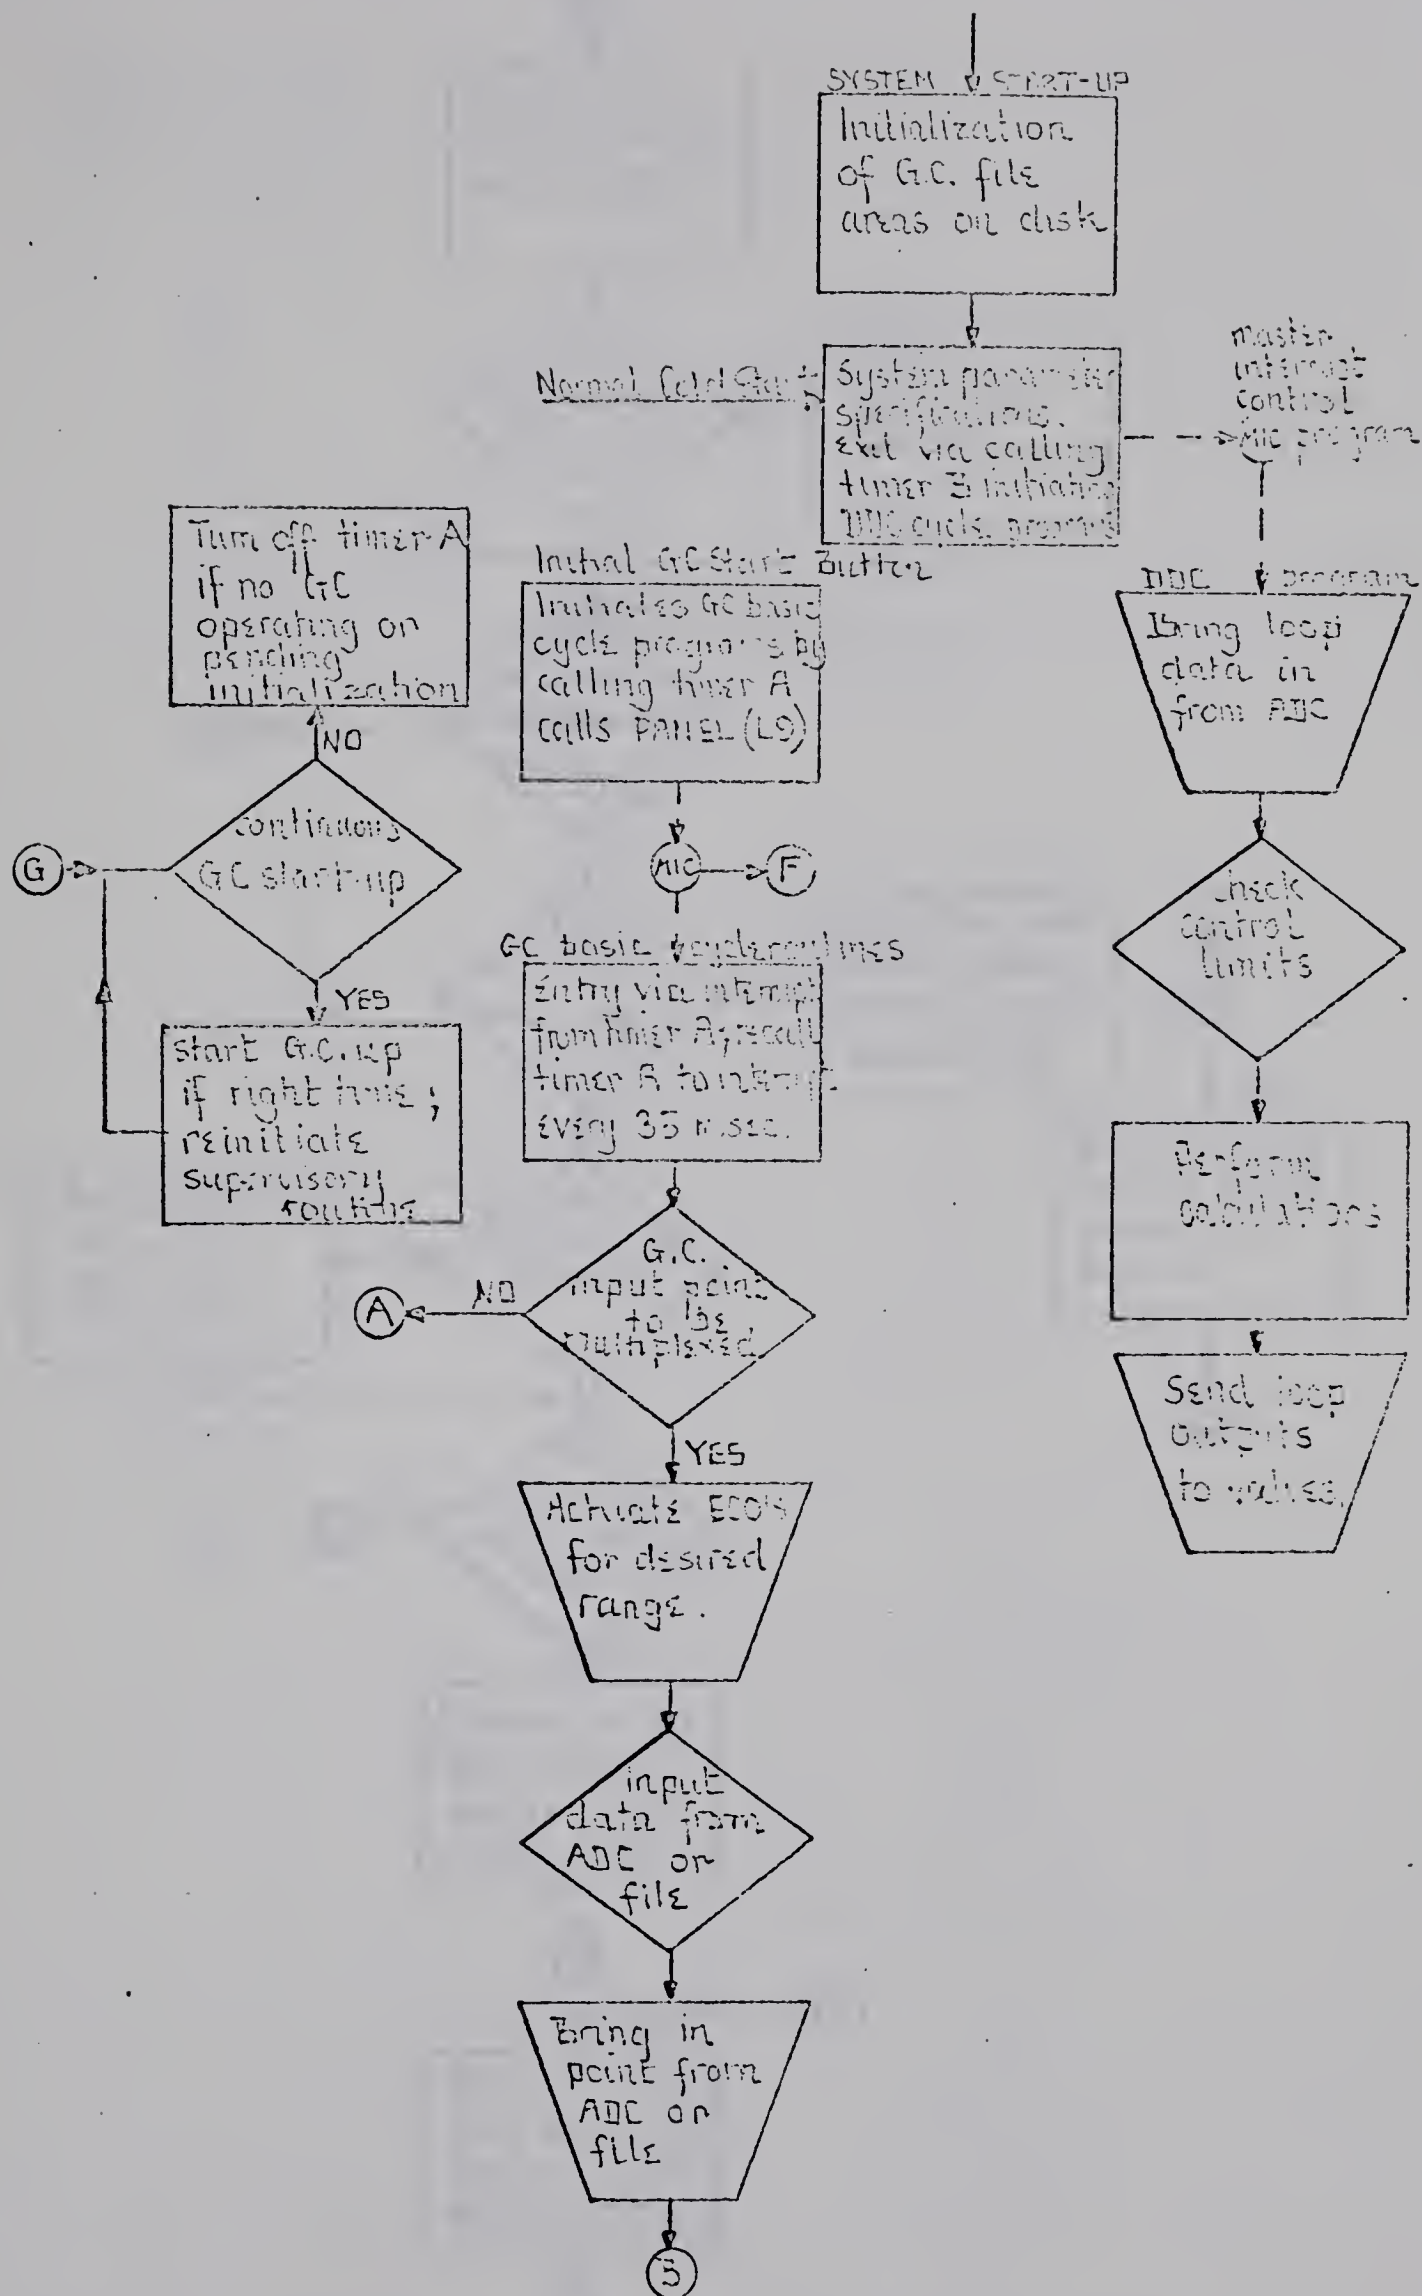 SYSTEM START-UP
Initialization
of G.C. file
areas on disk
Normal Cold Start
System parameter
specifications.
Exit via calling
timer B initiating
DDC cycle programs
master
interrupt
control
MIC program
Turn off timer A
if no GC
operating or
pending
initialization
NO
continuous
GC start-up
G
YES
start G.C. up
if right time;
reinitiate
supervisory
routine
Initial GC Start Button
Initiates GC basic
cycle programs by
calling timer A
calls PANEL (L9)
MIC
F
GC basic cycle routines
Entry via interrupt
from timer A; recall
timer A to interrupt
every 35 m.sec.
G.C.
input point
to be
multiplexed
NO
A
YES
Actuate ECO's
for desired
range.
input
data from
ADC or
file
Bring in
point from
ADC or
file
B
DDC program
Bring loop
data in
from ADC
Check
control
limits
Perform
calculations
Send loop
outputs
to valves.